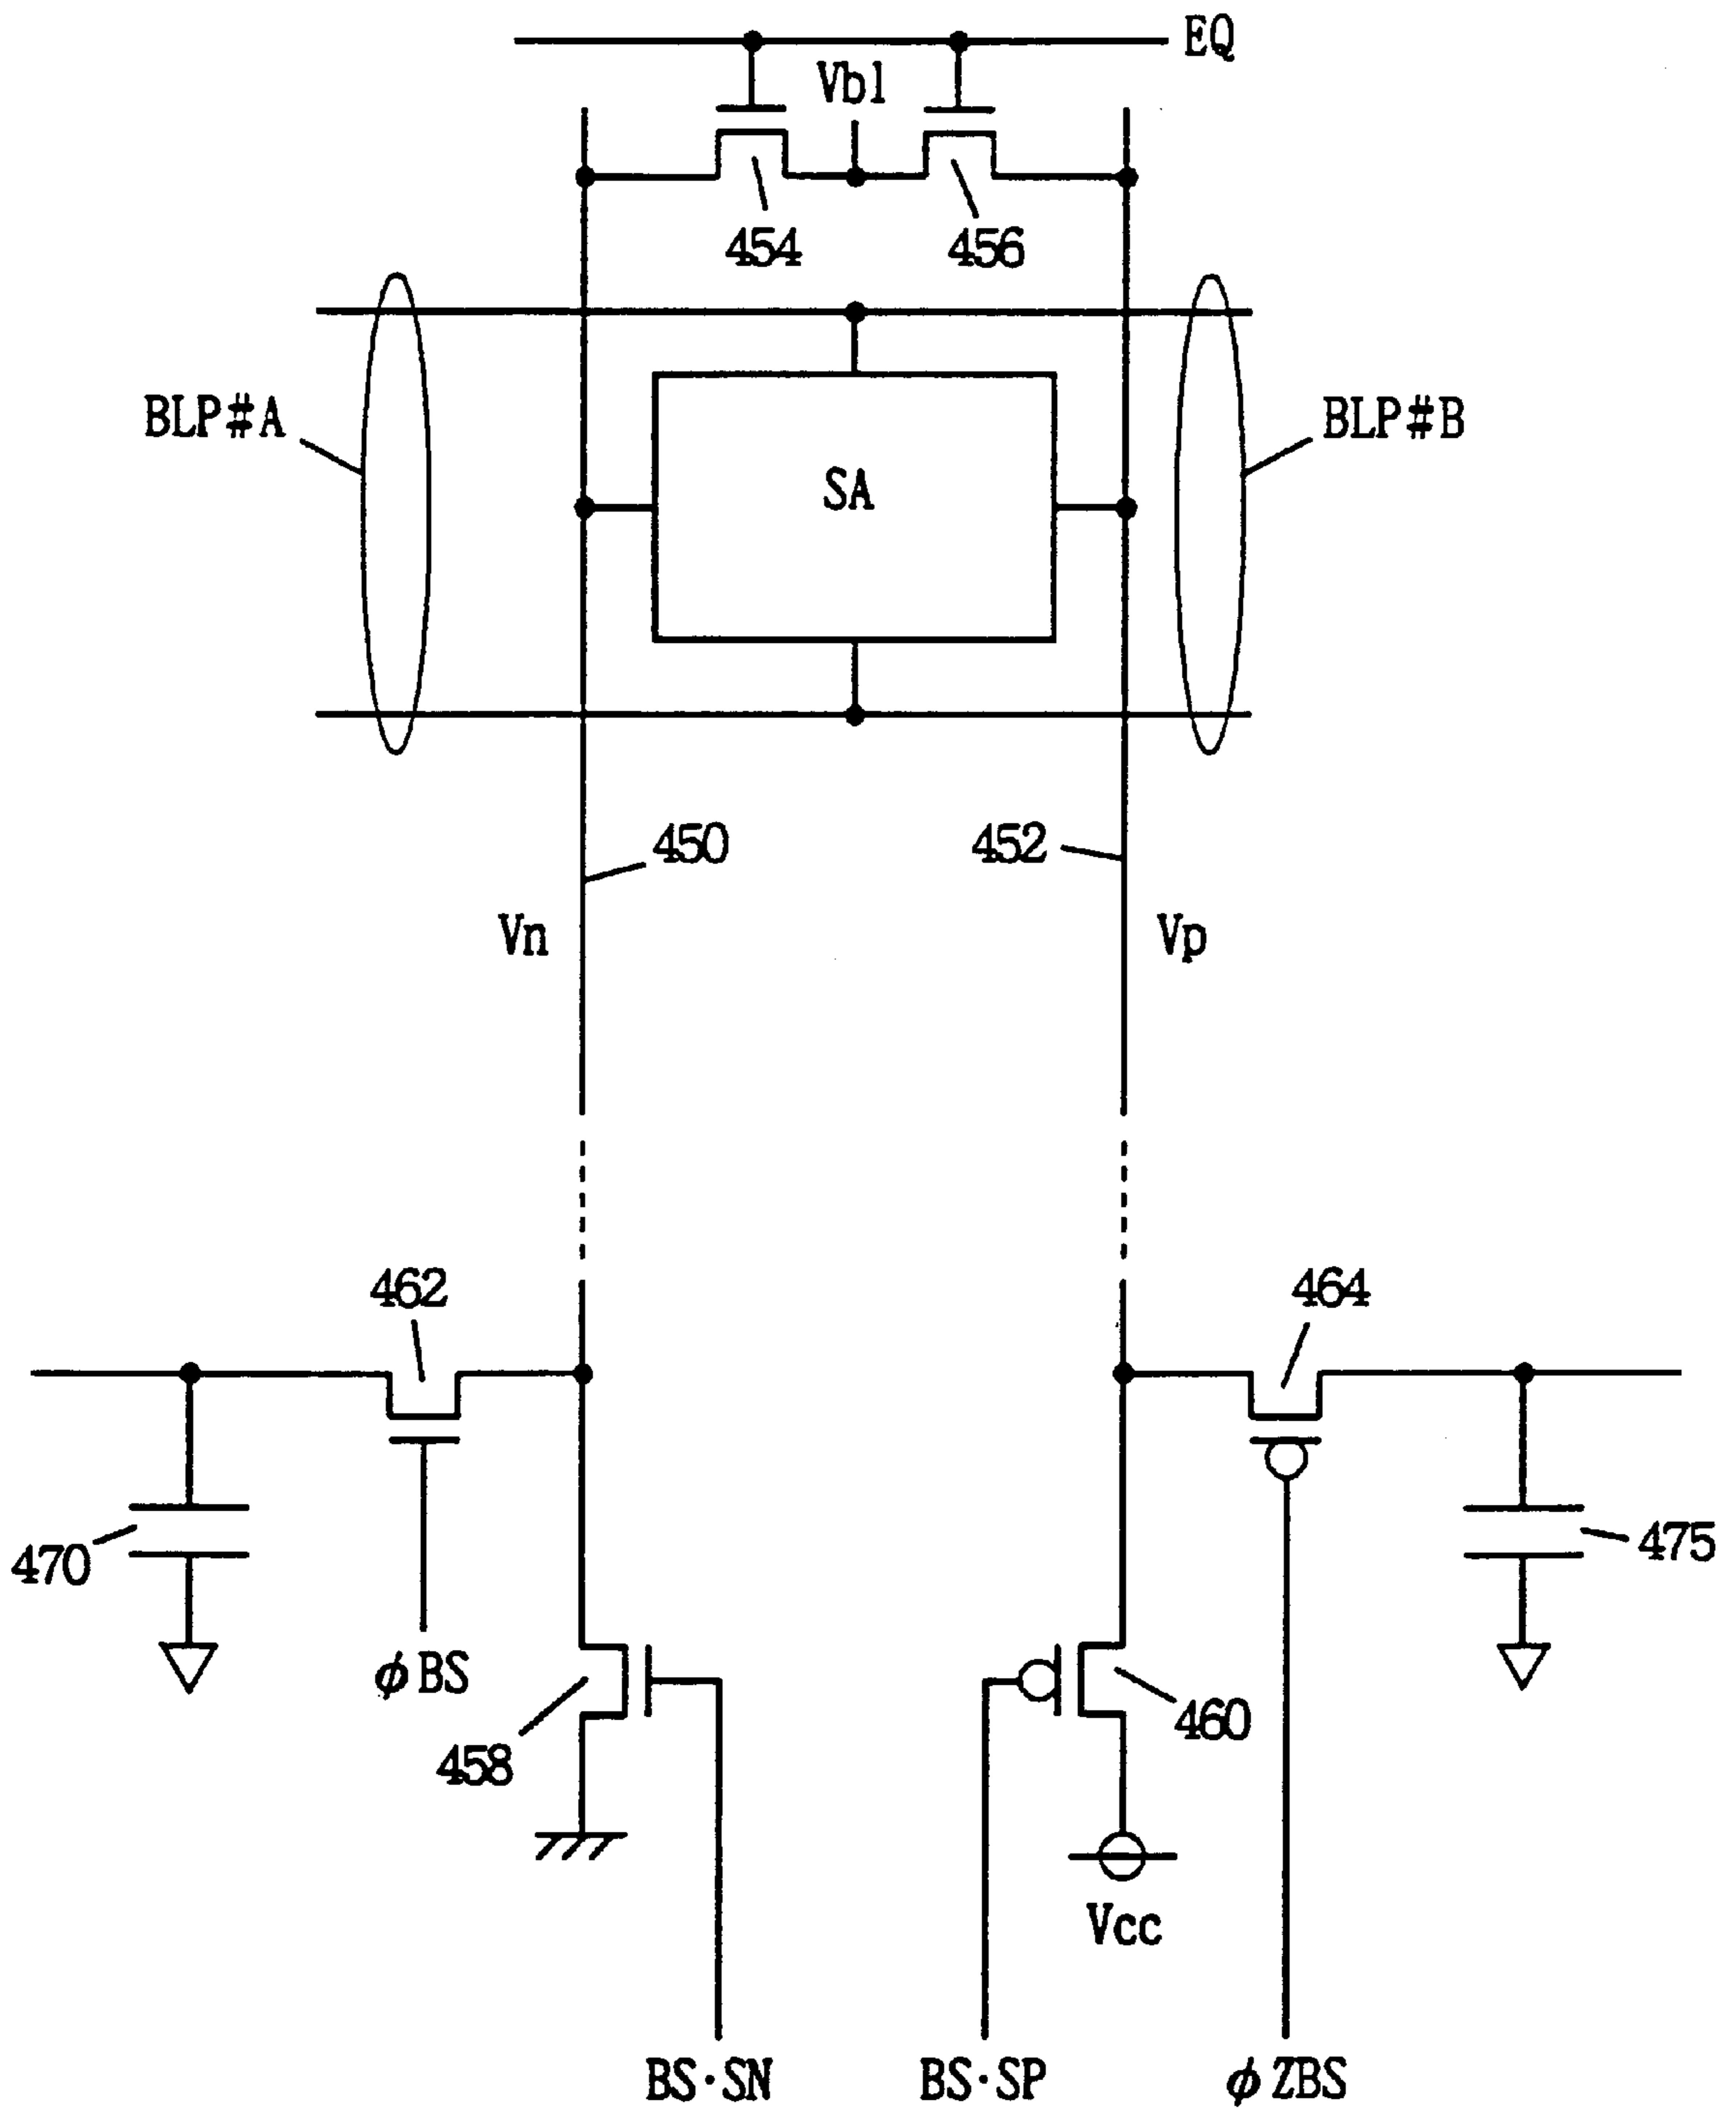 EQ
Vbl
454
456
BLP#A
BLP#B
SA
450
452
Vn
Vp
462
464
470
475
φBS
458
460
Vcc
BS·SN
BS·SP
φZBS